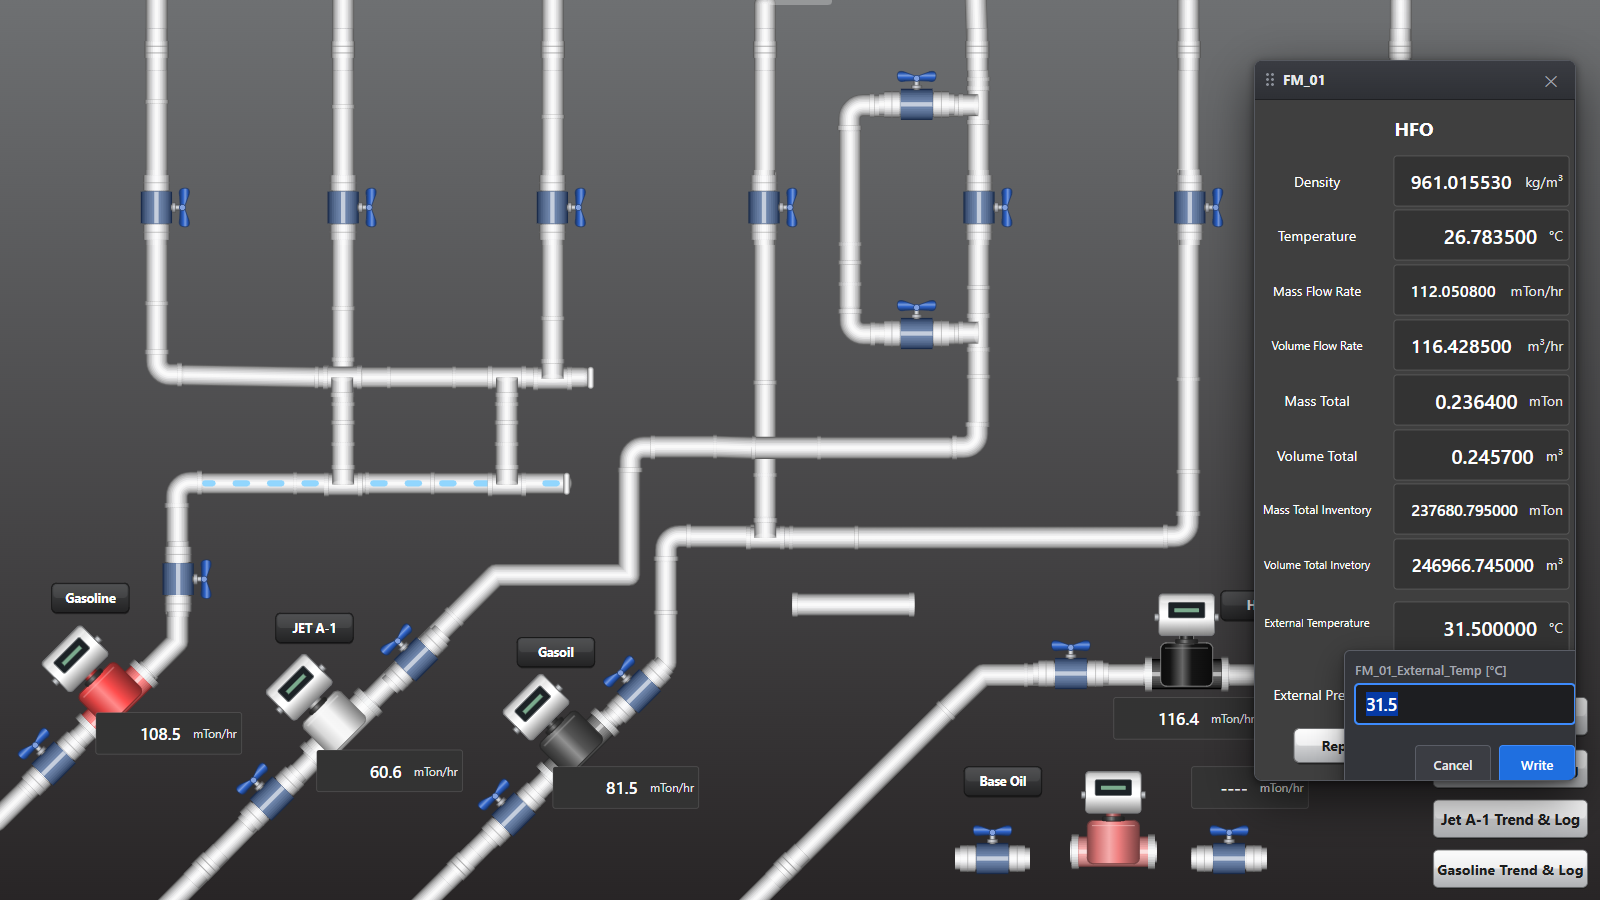 FM_01
HFO
Density 961.015530 kg/m³
Temperature 26.783500 °C
Mass Flow Rate 112.050800 mTon/hr
Volume Flow Rate 116.428500 m³/hr
Mass Total 0.236400 mTon
Volume Total 0.245700 m³
Mass Total Inventory 237680.795000 mTon
Volume Total Invetory 246966.745000 m³
External Temperature 31.500000 °C
FM_01_External_Temp [°C]
External Pre
31.5
Rep
Cancel Write
Gasoline
108.5 mTon/hr
JET A-1
60.6 mTon/hr
Gasoil
81.5 mTon/hr
H
116.4 mTon/hr
Base Oil
---- mTon/hr
Jet A-1 Trend & Log
Gasoline Trend & Log